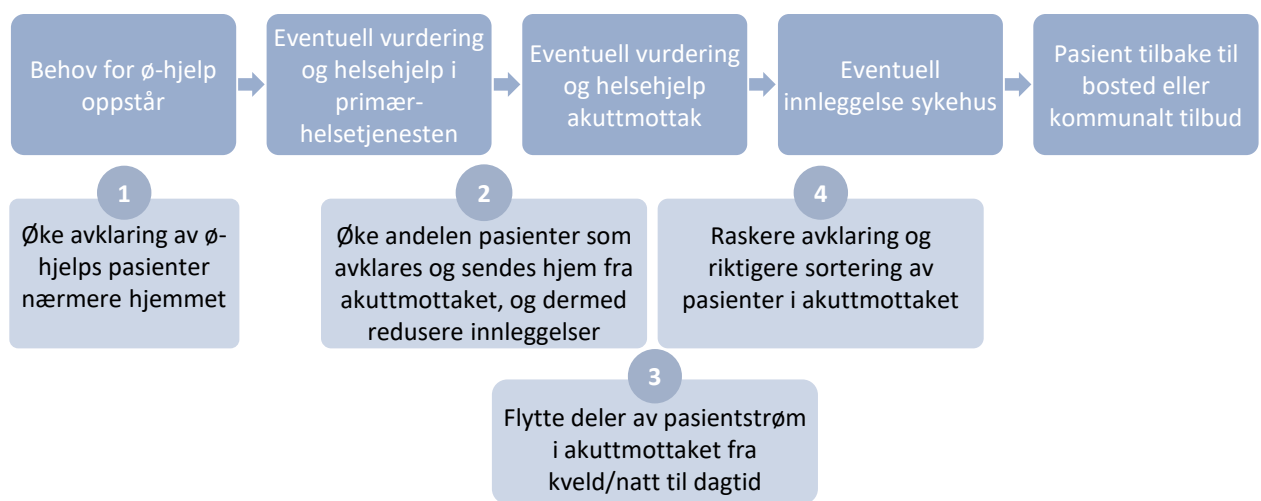 Behov for ø-hjelp
oppstår
Eventuell vurdering
og helsehjelp i
primær-
helsetjenesten
Eventuell vurdering
og helsehjelp
akuttmottak
Eventuell
innleggelse sykehus
Pasient tilbake til
bosted eller
kommunalt tilbud
1
Øke avklaring av ø-
hjelps pasienter
nærmere hjemmet
2
Øke andelen pasienter som
avklares og sendes hjem fra
akuttmottaket, og dermed
redusere innleggelser
4
Raskere avklaring og
riktigere sortering av
pasienter i akuttmottaket
3
Flytte deler av pasientstrøm
i akuttmottaket fra
kveld/natt til dagtid